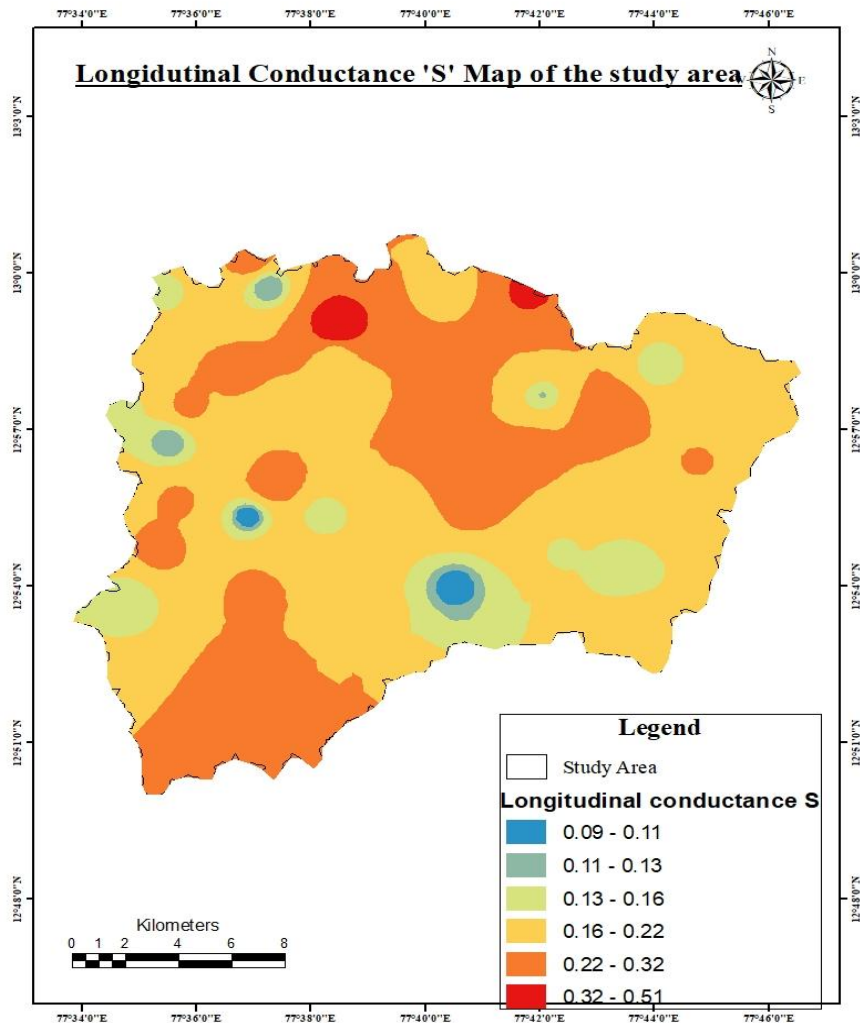 77°34'0"E 77°36'0"E 77°38'0"E 77°40'0"E 77°42'0"E 77°44'0"E 77°46'0"E
Longidutinal Conductance 'S' Map of the study area
N
W E
S
13°3'0"N 13°3'0"N
13°0'0"N 13°0'0"N
12°57'0"N 12°57'0"N
12°54'0"N 12°54'0"N
12°51'0"N 12°51'0"N
12°48'0"N 12°48'0"N
Legend
Study Area
Longitudinal conductance S
0.09 - 0.11
0.11 - 0.13
0.13 - 0.16
0.16 - 0.22
0.22 - 0.32
0.32 - 0.51
Kilometers
0 1 2 4 6 8
77°34'0"E 77°36'0"E 77°38'0"E 77°40'0"E 77°42'0"E 77°44'0"E 77°46'0"E